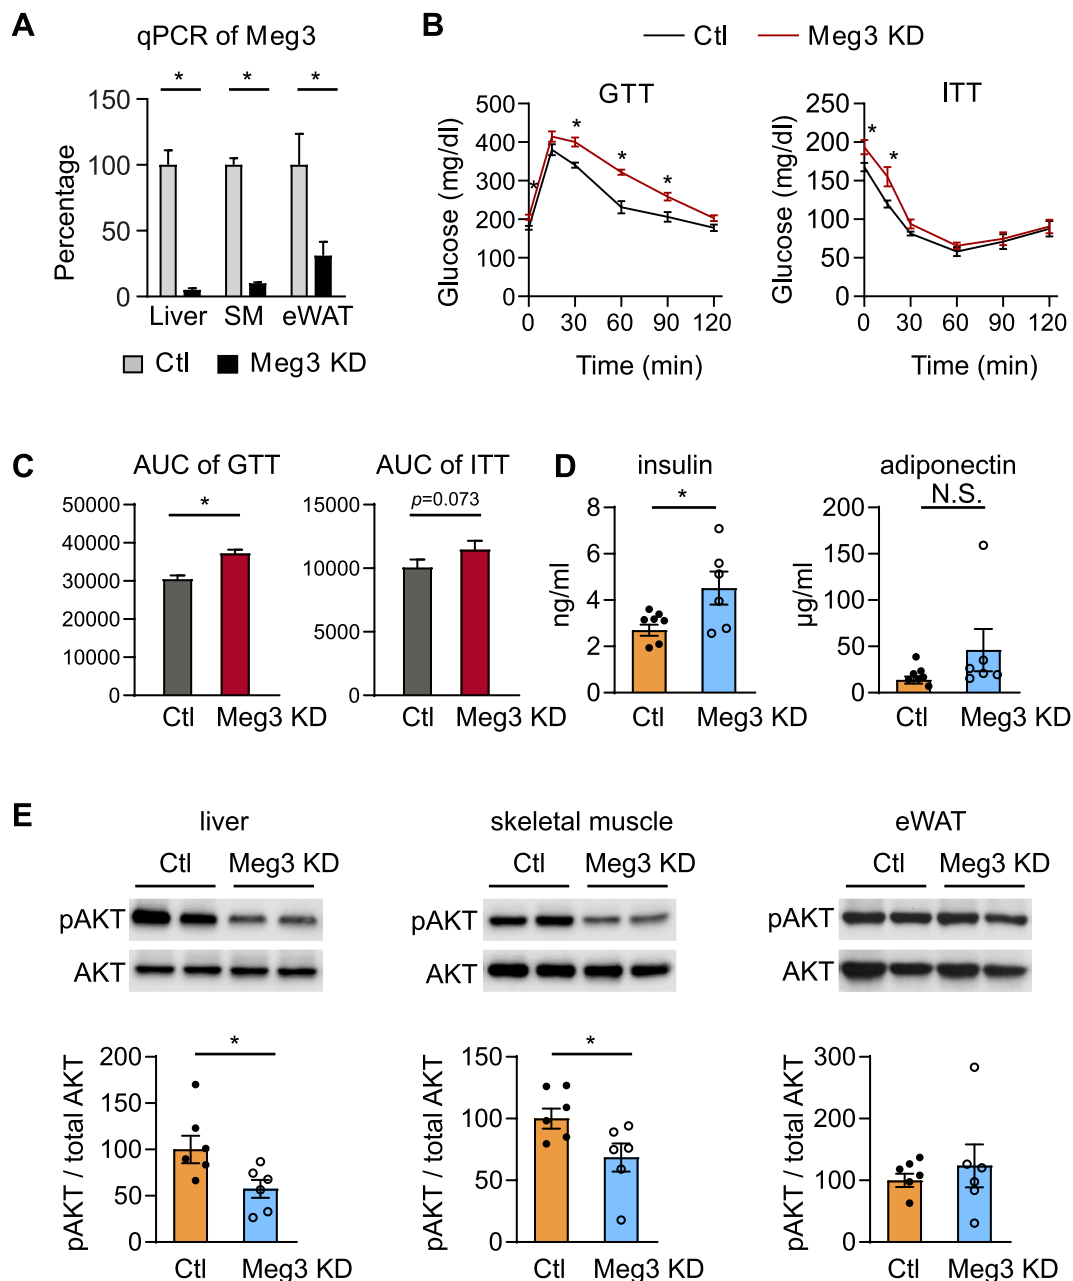 A
qPCR of Meg3
* * *
Percentage
150
100
50
0
Liver SM eWAT
Ctl Meg3 KD
B
Ctl Meg3 KD
GTT
Glucose (mg/dl)
500
400
300
200
100
0
* * * *
0 30 60 90 120
Time (min)
ITT
Glucose (mg/dl)
250
200
150
100
50
0
* *
0 30 60 90 120
Time (min)
C
AUC of GTT
50000
40000
30000
20000
10000
0
*
Ctl Meg3 KD
AUC of ITT
15000
10000
5000
0
p=0.073
Ctl Meg3 KD
D
insulin
ng/ml
8
6
4
2
0
*
Ctl Meg3 KD
adiponectin
N.S.
µg/ml
200
150
100
50
0
Ctl Meg3 KD
E
liver
Ctl Meg3 KD
pAKT
AKT
pAKT / total AKT
200
150
100
50
0
*
Ctl Meg3 KD
skeletal muscle
Ctl Meg3 KD
pAKT
AKT
pAKT / total AKT
150
100
50
0
*
Ctl Meg3 KD
eWAT
Ctl Meg3 KD
pAKT
AKT
pAKT / total AKT
300
200
100
0
Ctl Meg3 KD